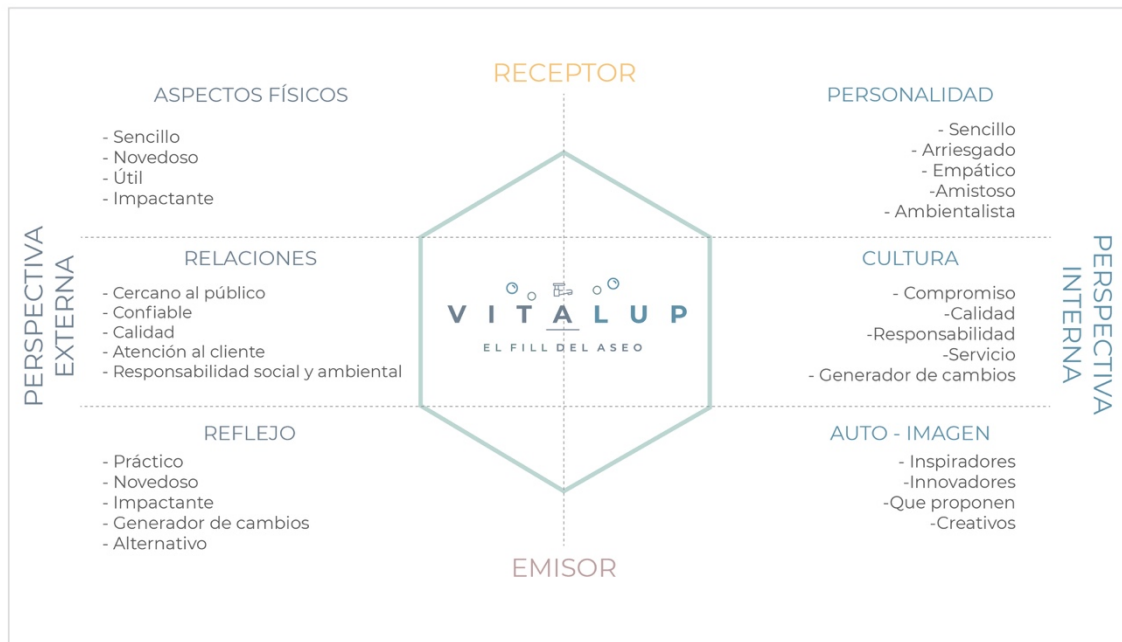 RECEPTOR
ASPECTOS FÍSICOS
- Sencillo
- Novedoso
- Útil
- Impactante
PERSONALIDAD
- Sencillo
- Arriesgado
- Empático
-Amistoso
- Ambientalista
PERSPECTIVA
EXTERNA
RELACIONES
- Cercano al público
- Confiable
- Calidad
- Atención al cliente
- Responsabilidad social y ambiental
VITALUP
EL FILL DEL ASEO
CULTURA
- Compromiso
-Calidad
-Responsabilidad
-Servicio
- Generador de cambios
PERSPECTIVA
INTERNA
REFLEJO
- Práctico
- Novedoso
- Impactante
- Generador de cambios
- Alternativo
AUTO - IMAGEN
- Inspiradores
-Innovadores
-Que proponen
-Creativos
EMISOR